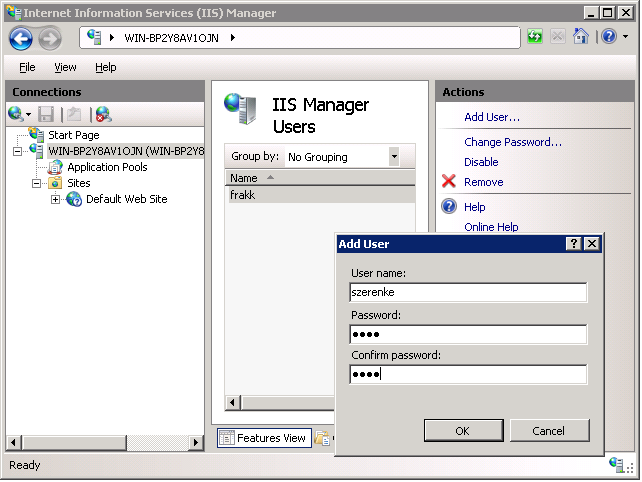 Internet Information Services (IIS) Manager
WIN-BP2Y8AV1OJN
File View Help
Connections
Start Page
WIN-BP2Y8AV1OJN (WIN-BP2Y8
Application Pools
Sites
Default Web Site
IIS Manager
Users
Group by: No Grouping
Name
frakk
Features View
Actions
Add User...
Change Password...
Disable
Remove
Help
Online Help
Add User
User name:
szerenke
Password:
••••
Confirm password:
••••
OK Cancel
Ready